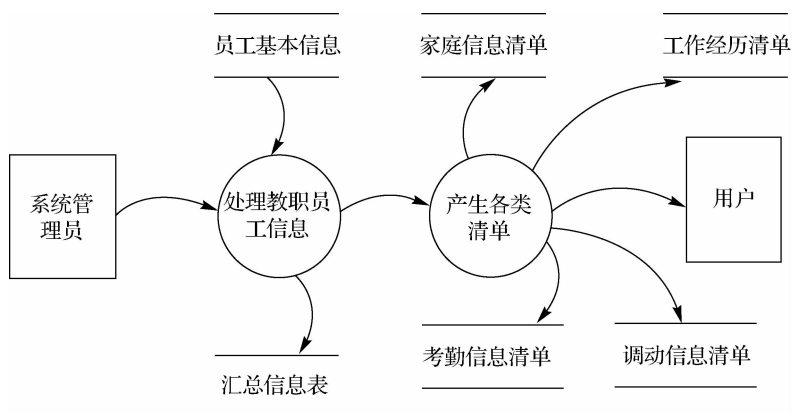 员工基本信息
家庭信息清单
工作经历清单
系统管
理员
处理教职员
工信息
产生各类
清单
用户
汇总信息表
考勤信息清单
调动信息清单